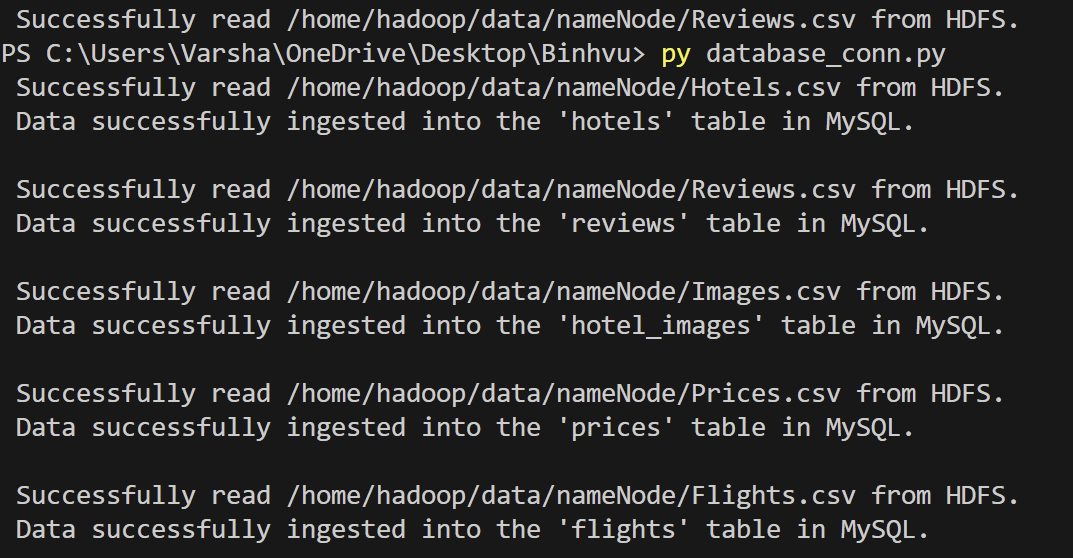 Successfully read /home/hadoop/data/nameNode/Reviews.csv from HDFS.
PS C:\Users\Varsha\OneDrive\Desktop\Binhvu> py database_conn.py
Successfully read /home/hadoop/data/nameNode/Hotels.csv from HDFS.
Data successfully ingested into the 'hotels' table in MySQL.
Successfully read /home/hadoop/data/nameNode/Reviews.csv from HDFS.
Data successfully ingested into the 'reviews' table in MySQL.
Successfully read /home/hadoop/data/nameNode/Images.csv from HDFS.
Data successfully ingested into the 'hotel_images' table in MySQL.
Successfully read /home/hadoop/data/nameNode/Prices.csv from HDFS.
Data successfully ingested into the 'prices' table in MySQL.
Successfully read /home/hadoop/data/nameNode/Flights.csv from HDFS.
Data successfully ingested into the 'flights' table in MySQL.